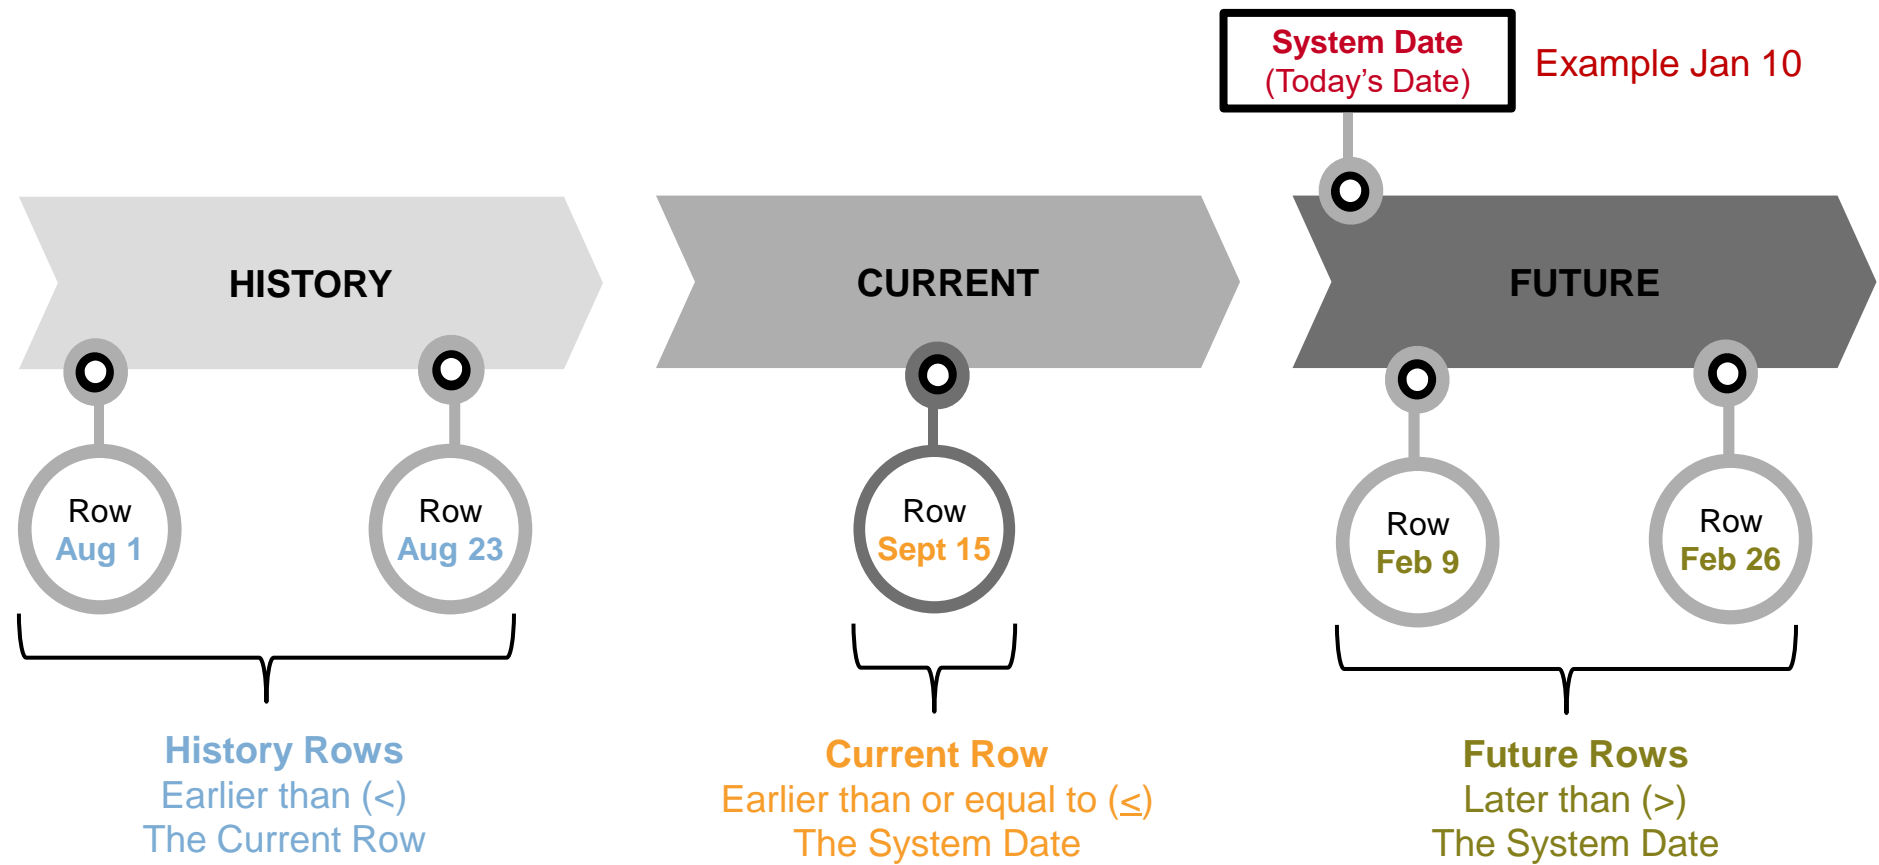 System Date
(Today's Date)
Example Jan 10
HISTORY
CURRENT
FUTURE
Row
Aug 1
Row
Aug 23
Row
Sept 15
Row
Feb 9
Row
Feb 26
History Rows
Earlier than (<)
The Current Row
Current Row
Earlier than or equal to (≤)
The System Date
Future Rows
Later than (>)
The System Date